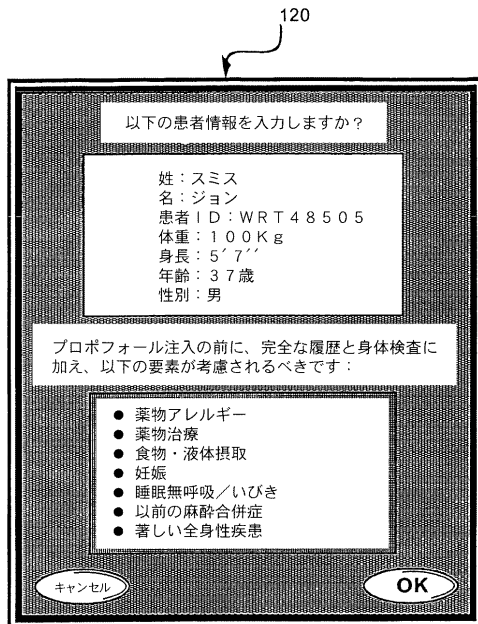 120
以下の患者情報を入力しますか？
姓：スミス
名：ジョン
患者ＩＤ：ＷＲＴ４８５０５
体重：１００Ｋｇ
身長：５´７´´
年齢：３７歳
性別：男
プロポフォール注入の前に、完全な履歴と身体検査に
加え、以下の要素が考慮されるべきです：
● 薬物アレルギー
● 薬物治療
● 食物・液体摂取
● 妊娠
● 睡眠無呼吸／いびき
● 以前の麻酔合併症
● 著しい全身性疾患
キャンセル
OK